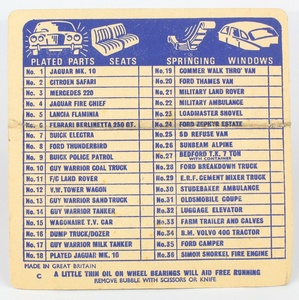 PLATED PARTS SEATS SPRINGING WINDOWS
No. 1 JAGUAR MK. 10
No. 2 CITROEN SAFARI
No. 3 MERCEDES 220
No. 4 JAGUAR FIRE CHIEF
No. 5 LANCIA FLAMINIA
No. 6 FERRARI BERLINETTA 250 GT.
No. 7 BUICK ELECTRA
No. 8 FORD THUNDERBIRD
No. 9 BUICK POLICE PATROL
No. 10 GUY WARRIOR COAL TRUCK
No. 11 F/C LAND ROVER
No. 12 V.W. TOWER WAGON
No. 13 GUY WARRIOR SAND TRUCK
No. 14 GUY WARRIOR TANKER
No. 15 WAGONAIRE T.V. CAR
No. 16 DUMP TRUCK/DOZER
No. 17 GUY WARRIOR MILK TANKER
No. 18 PLATED JAGUAR MK. 10
No. 19 COMMER WALK THRO' VAN
No. 20 FORD THAMES VAN
No. 21 MILITARY LAND ROVER
No. 22 MILITARY AMBULANCE
No. 23 LOADMASTER SHOVEL
No. 24 FORD ZEPHYR ESTATE
No. 25 SD REFUSE VAN
No. 26 SUNBEAM ALPINE
No. 27 BEDFORD T.K. 7 TON
WITH CONTAINER
No. 28 FORD BREAKDOWN TRUCK
No. 29 E.R.F. CEMENT MIXER TRUCK
No. 30 STUDEBAKER AMBULANCE
No. 31 OLDSMOBILE COUPE
No. 32 LUGGAGE ELEVATOR
No. 33 FARM TRAILER AND CALVES
No. 34 B.M. VOLVO 400 TRACTOR
No. 35 FORD CAMPER
No. 36 SIMON SNORKEL FIRE ENGINE
MADE IN GREAT BRITAIN
C A LITTLE THIN OIL ON WHEEL BEARINGS WILL AID FREE RUNNING
REMOVE BUBBLE WITH SCISSORS OR KNIFE